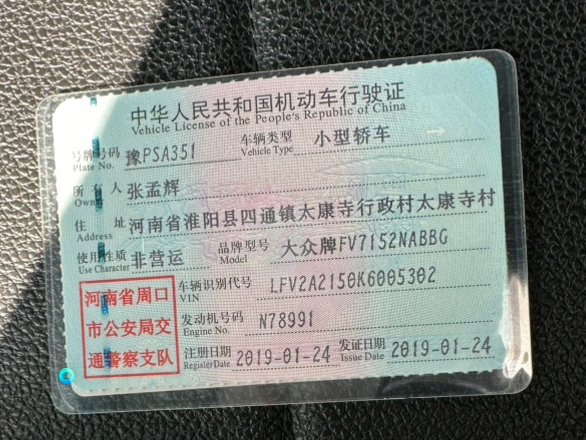 中华人民共和国机动车行驶证
Vehicle License of the People's Republic of China
号牌号码 豫PSA351 车辆类型 小型轿车
Plate No. Vehicle Type
所有人 张孟辉
Owner
住址 河南省淮阳县四通镇太康寺行政村太康寺村
Address
使用性质 非营运 品牌型号 大众牌FV7152NABBG
Use Character Model
河南省周口
市公安局交
通警察支队
车辆识别代号 LFV2A2150K6005302
VIN
发动机号码 N78991
Engine No.
注册日期 2019-01-24 发证日期 2019-01-24
Register Date Issue Date